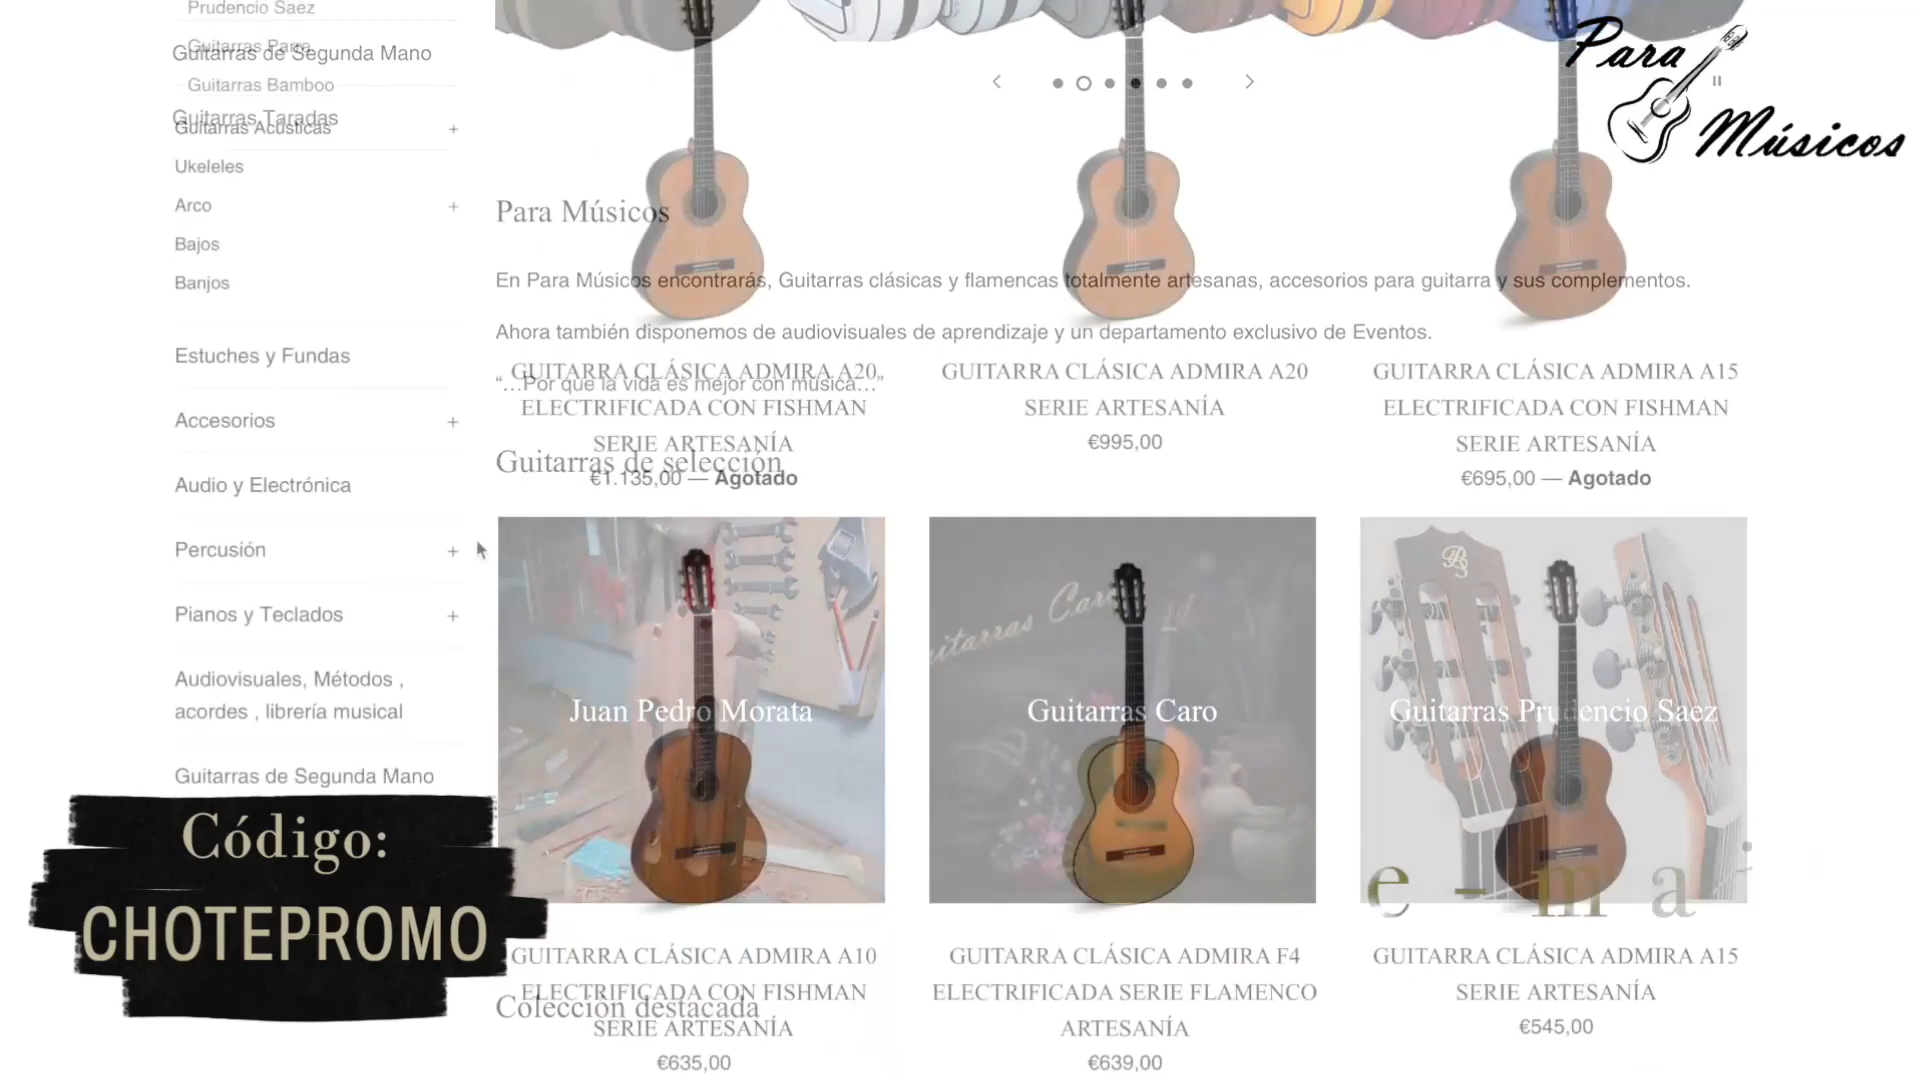 Prudencio Saez
Guitarras Parra
Guitarras de Segunda Mano
Guitarras Bamboo
Guitarras Taradas
Guitarras Acústicas
+
Ukeleles
Arco
+
Bajos
Banjos
Estuches y Fundas
Accesorios
+
Audio y Electrónica
Percusión
+
Pianos y Teclados
+
Audiovisuales, Métodos ,
acordes , librería musical
Guitarras de Segunda Mano
Código:
CHOTEPROMO
Para
Músicos
Para Músicos
En Para Músicos encontrarás, Guitarras clásicas y flamencas totalmente artesanas, accesorios para guitarra y sus complementos.
Ahora también disponemos de audiovisuales de aprendizaje y un departamento exclusivo de Eventos.
“…Por que la vida es mejor con música…”
GUITARRA CLÁSICA ADMIRA A20,
ELECTRIFICADA CON FISHMAN
SERIE ARTESANÍA
€1.135,00 — Agotado
GUITARRA CLÁSICA ADMIRA A20
SERIE ARTESANÍA
€995,00
GUITARRA CLÁSICA ADMIRA A15
ELECTRIFICADA CON FISHMAN
SERIE ARTESANÍA
€695,00 — Agotado
Guitarras de selección
Juan Pedro Morata
Guitarras Caro
Guitarras Caro
Guitarras Prudencio Saez
e - m a i
GUITARRA CLÁSICA ADMIRA A10
ELECTRIFICADA CON FISHMAN
SERIE ARTESANÍA
€635,00
GUITARRA CLÁSICA ADMIRA F4
ELECTRIFICADA SERIE FLAMENCO
ARTESANÍA
€639,00
GUITARRA CLÁSICA ADMIRA A15
SERIE ARTESANÍA
€545,00
Colección destacada